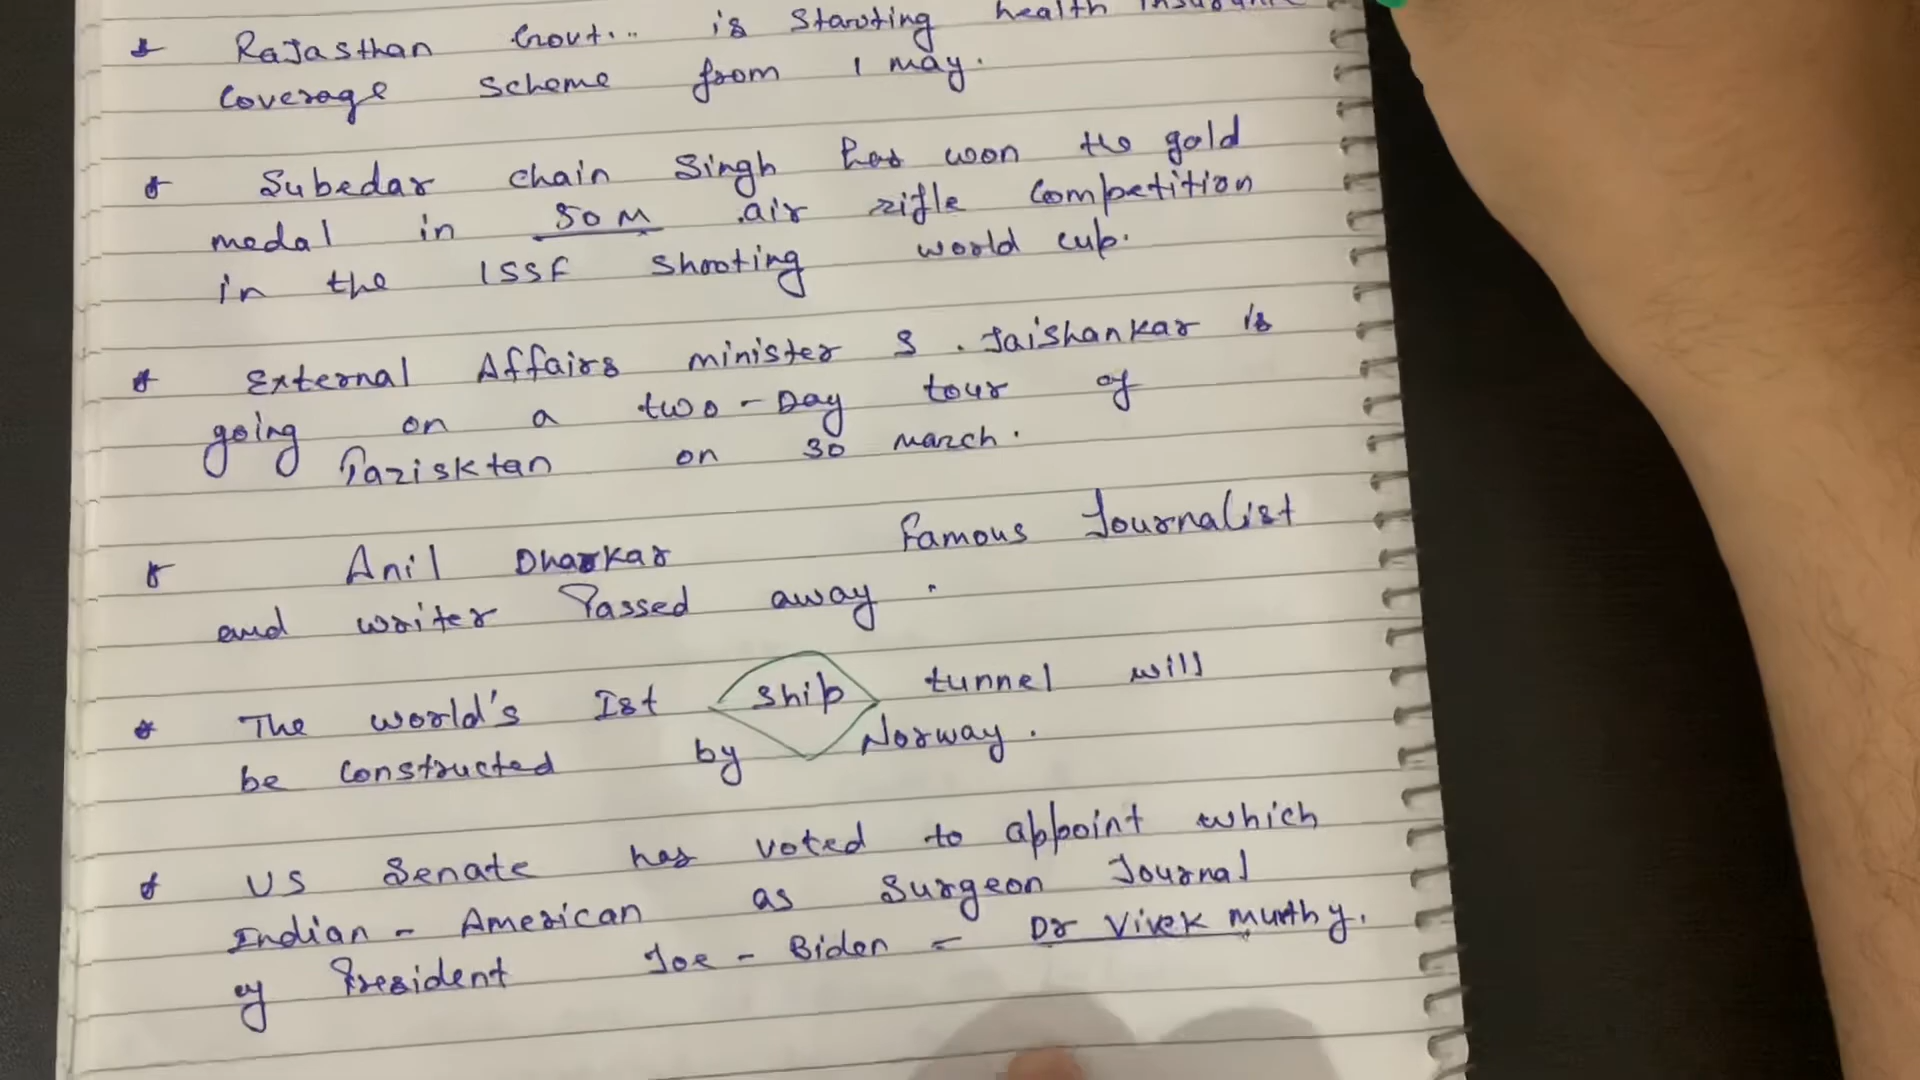 * Rajasthan Govt... is starting health insurance
coverage scheme from 1 may.
* Subedar chain Singh has won the gold
medal in 50 M air rifle competition
in the ISSF shooting world cup.
* External Affairs minister S. Jaishankar is
going on a two-Day tour of
Tazisktan on 30 march.
* Anil Dharkar Famous Journalist
and writer Passed away.
* The world's Ist ship tunnel will
be constructed by Norway.
* US Senate has voted to appoint which
Indian - American as Surgeon Journal
of President Joe - Biden - Dr Vivek murthy.